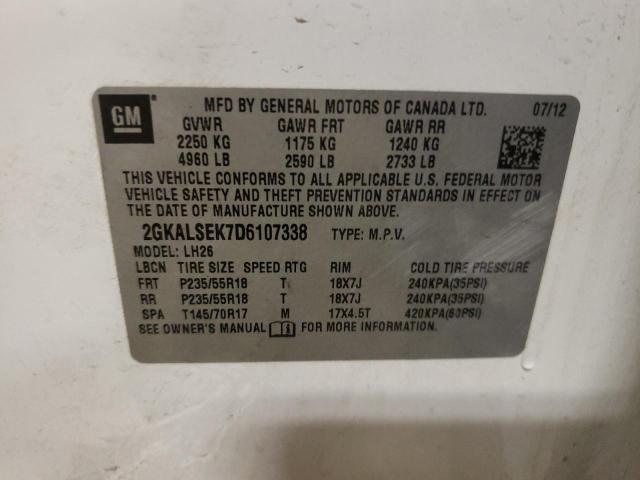 GM
MFD BY GENERAL MOTORS OF CANADA LTD. 07/12
GVWR GAWR FRT GAWR RR
2250 KG 1175 KG 1240 KG
4960 LB 2590 LB 2733 LB
THIS VEHICLE CONFORMS TO ALL APPLICABLE U.S. FEDERAL MOTOR
VEHICLE SAFETY AND THEFT PREVENTION STANDARDS IN EFFECT ON
THE DATE OF MANUFACTURE SHOWN ABOVE.
2GKALSEK7D6107338 TYPE: M.P.V.
MODEL: LH26
LBCN TIRE SIZE SPEED RTG RIM COLD TIRE PRESSURE
FRT P235/55R18 T 18X7J 240KPA(35PSI)
RR P235/55R18 T 18X7J 240KPA(35PSI)
SPA T145/70R17 M 17X4.5T 420KPA(60PSI)
SEE OWNER'S MANUAL FOR MORE INFORMATION.